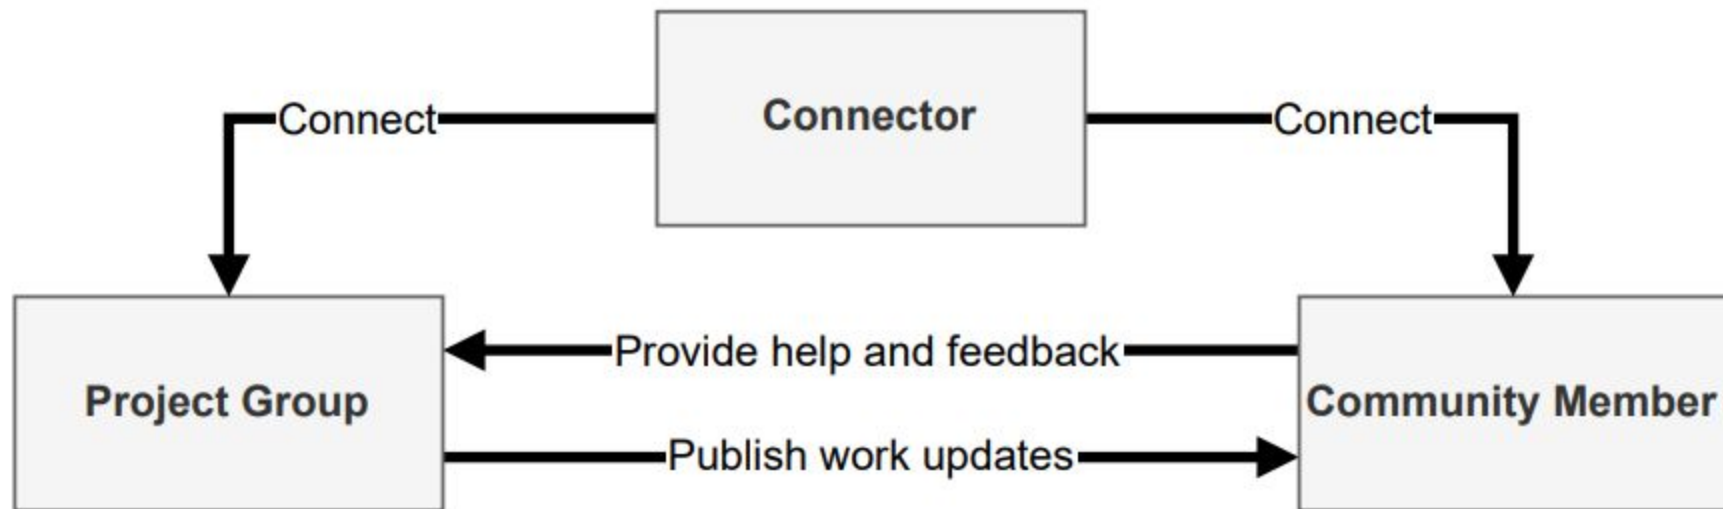 Connector
Connect
Connect
Provide help and feedback
Project Group
Community Member
Publish work updates